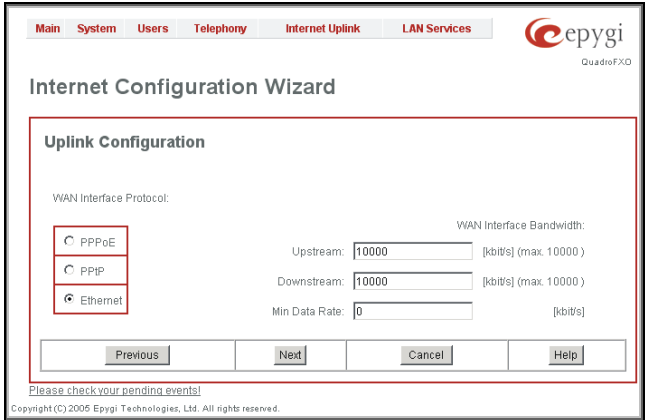 Main System Users Telephony Internet Uplink LAN Services
epygi
QuadroFXO
Internet Configuration Wizard
Uplink Configuration
WAN Interface Protocol:
WAN Interface Bandwidth:
PPPoE
Upstream: 10000 [kbit/s] (max. 10000 )
PPtP
Downstream: 10000 [kbit/s] (max. 10000 )
Ethernet
Min Data Rate: 0 [kbit/s]
Previous Next Cancel Help
Please check your pending events!
Copyright (C) 2005 Epygi Technologies, Ltd. All rights reserved.